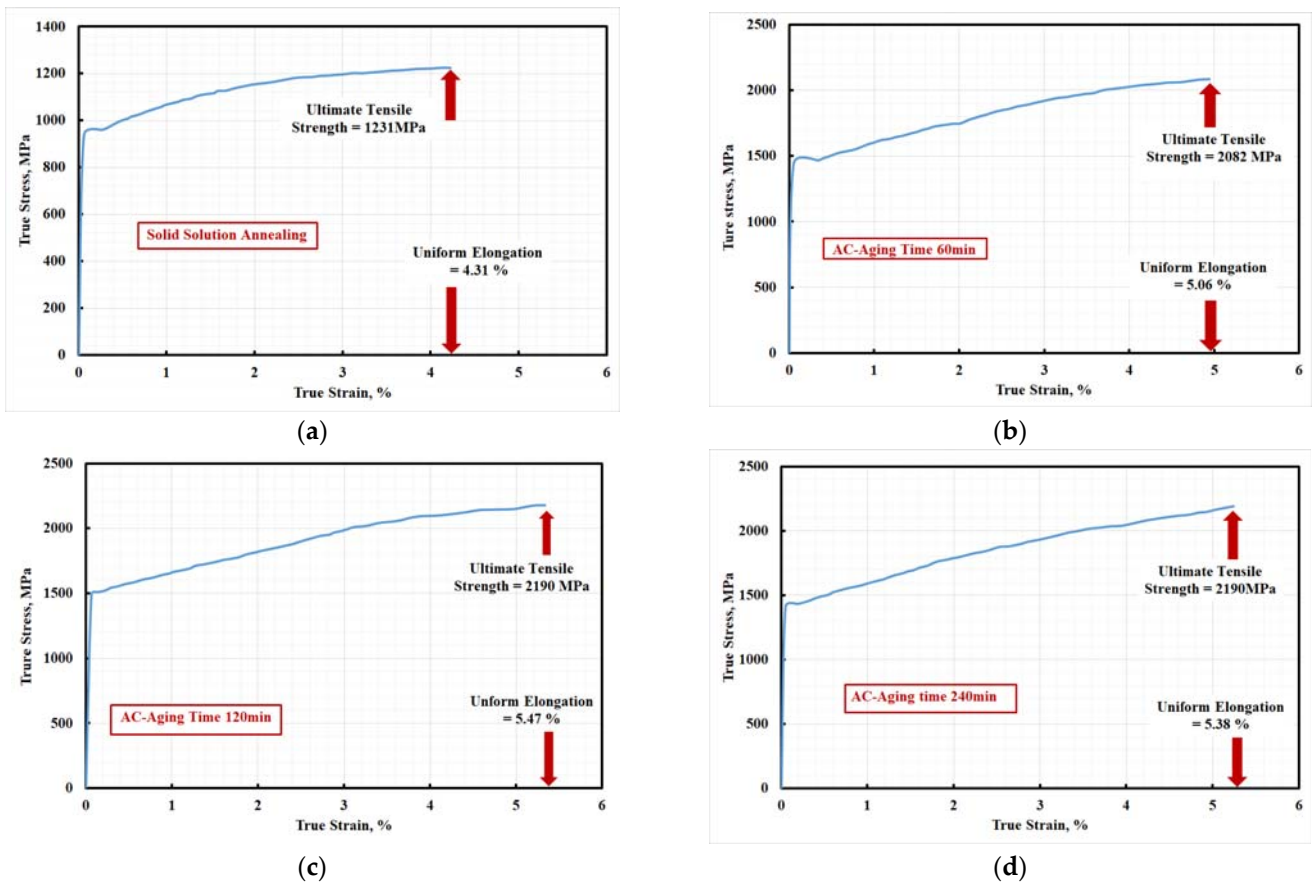 1400
1200
1000
800
600
400
200
0
True Stress, MPa
Ultimate Tensile
Strength = 1231MPa
Solid Solution Annealing
Uniform Elongation
= 4.31 %
0 1 2 3 4 5 6
True Strain, %
(a)
2500
2000
1500
1000
500
0
Ture stress, MPa
Ultimate Tensile
Strength = 2082 MPa
AC-Aging Time 60min
Uniform Elongation
= 5.06 %
0 1 2 3 4 5 6
True Strain, %
(b)
2500
2000
1500
1000
500
0
Trure Stress, MPa
Ultimate Tensile
Strength = 2190 MPa
AC-Aging Time 120min
Unform Elongation
= 5.47 %
0 1 2 3 4 5 6
True Strain, %
(c)
2500
2000
1500
1000
500
0
True Stress, MPa
Ultimate Tensile
Strength = 2190MPa
AC-Aging time 240min
Uniform Elongation
= 5.38 %
0 1 2 3 4 5 6
True Strain, %
(d)